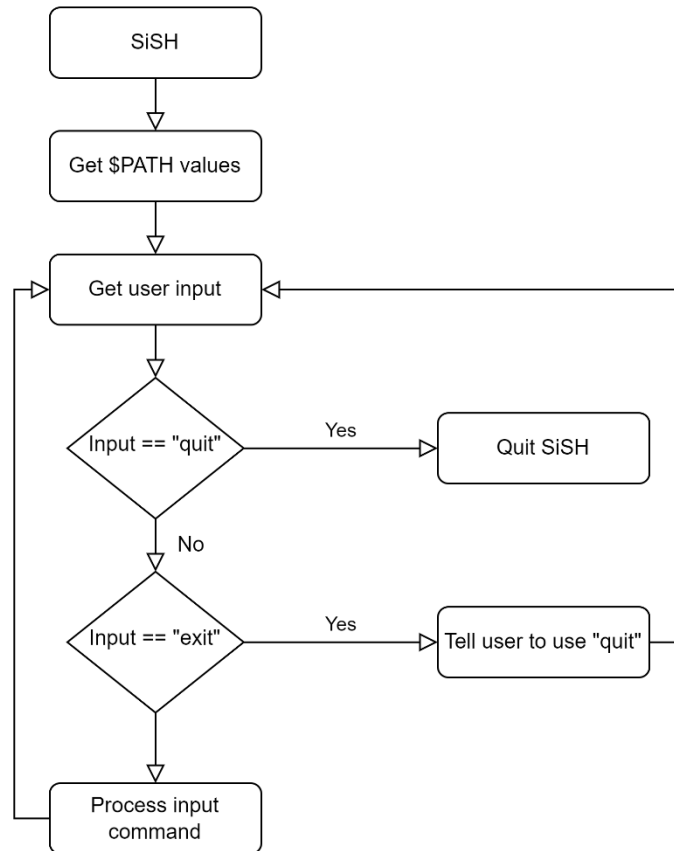 SiSH
Get $PATH values
Get user input
Input == "quit"
Yes
Quit SiSH
No
Input == "exit"
Yes
Tell user to use "quit"
Process input
command